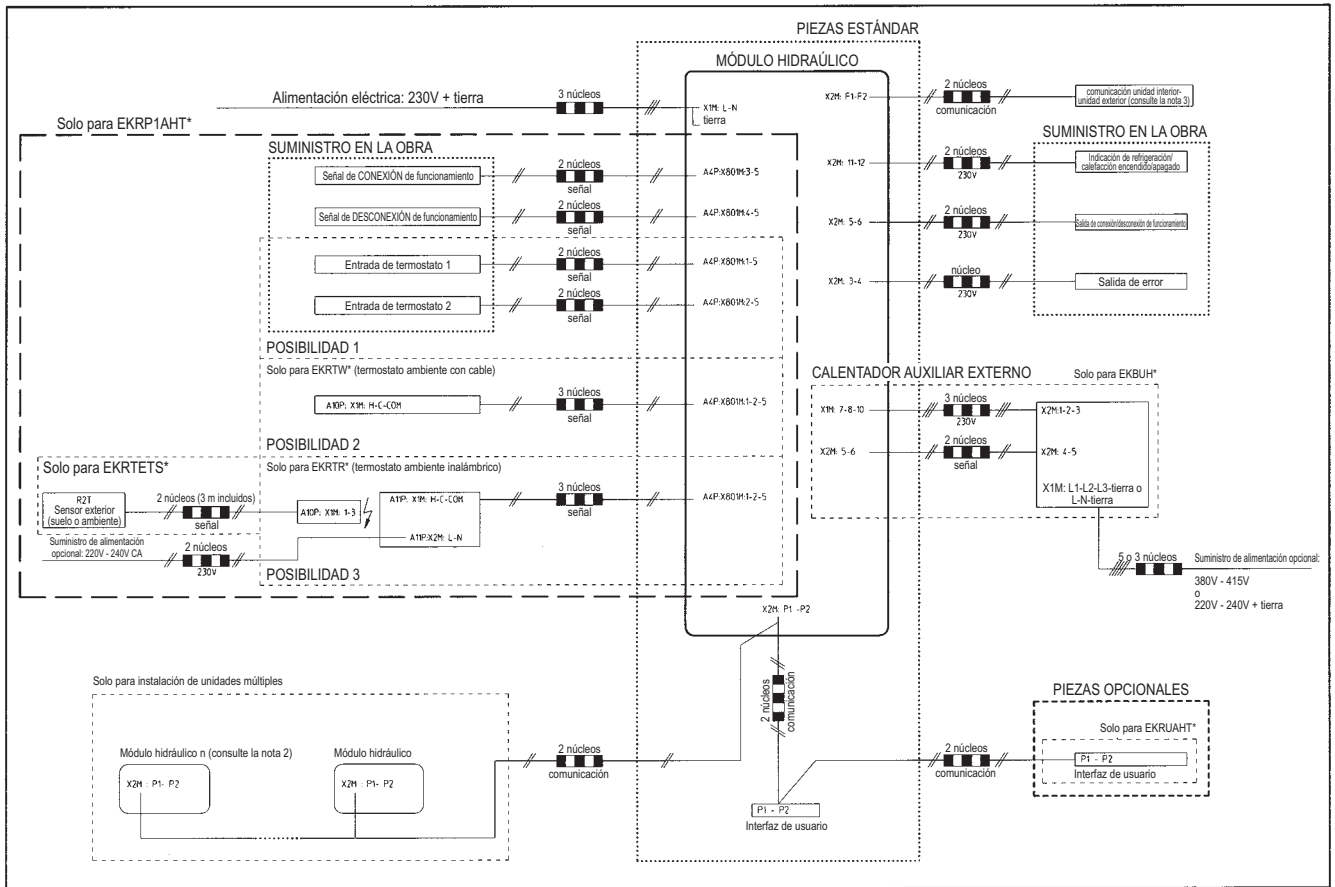 PIEZAS ESTÁNDAR
MÓDULO HIDRAÚLICO
Alimentación eléctrica: 230V + tierra
3 núcleos
X1M: L-N
tierra
X2M: F1-F2
2 núcleos
comunicación
comunicación unidad interior-
unidad exterior (consulte la nota 3)
Solo para EKRP1AHT*
SUMINISTRO EN LA OBRA
Señal de CONEXIÓN de funcionamiento
2 núcleos
señal
A4P:X801M:3-5
Señal de DESCONEXIÓN de funcionamiento
2 núcleos
señal
A4P:X801M:4-5
Entrada de termostato 1
2 núcleos
señal
A4P:X801M:1-5
Entrada de termostato 2
2 núcleos
señal
A4P:X801M:2-5
POSIBILIDAD 1
SUMINISTRO EN LA OBRA
X2M: 11-12
2 núcleos
230V
Indicación de refrigeración/
calefacción encendido/apagado
X2M: 5-6
2 núcleos
230V
Salida de conexión/desconexión de funcionamiento
X2M: 3-4
núcleo
230V
Salida de error
Solo para EKRTW* (termostato ambiente con cable)
A10P: X1M: H-C-COM
3 núcleos
señal
A4P:X801M:1-2-5
POSIBILIDAD 2
CALENTADOR AUXILIAR EXTERNO
Solo para EKBUH*
X1M: 7-8-10
3 núcleos
230V
X2M:1-2-3
X2M: 5-6
2 núcleos
señal
X2M: 4-5
X1M: L1-L2-L3-tierra o
L-N-tierra
5 o 3 núcleos
Suministro de alimentación opcional:
380V - 415V
o
220V - 240V + tierra
Solo para EKRTETS*
R2T
Sensor exterior
(suelo o ambiente)
2 núcleos (3 m incluidos)
señal
Solo para EKRTR* (termostato ambiente inalámbrico)
A10P: X1M: 1-3
A11P: X1M: H-C-COM
A11P:X2M: L-N
3 núcleos
señal
A4P:X801M:1-2-5
Suministro de alimentación
opcional: 220V - 240V CA
2 núcleos
230V
POSIBILIDAD 3
X2M: P1 -P2
2 núcleos
comunicación
Solo para instalación de unidades múltiples
Módulo hidráulico n (consulte la nota 2)
X2M : P1- P2
Módulo hidráulico
X2M : P1- P2
2 núcleos
comunicación
P1 - P2
Interfaz de usuario
2 núcleos
comunicación
PIEZAS OPCIONALES
Solo para EKRUAHT*
P1 - P2
Interfaz de usuario